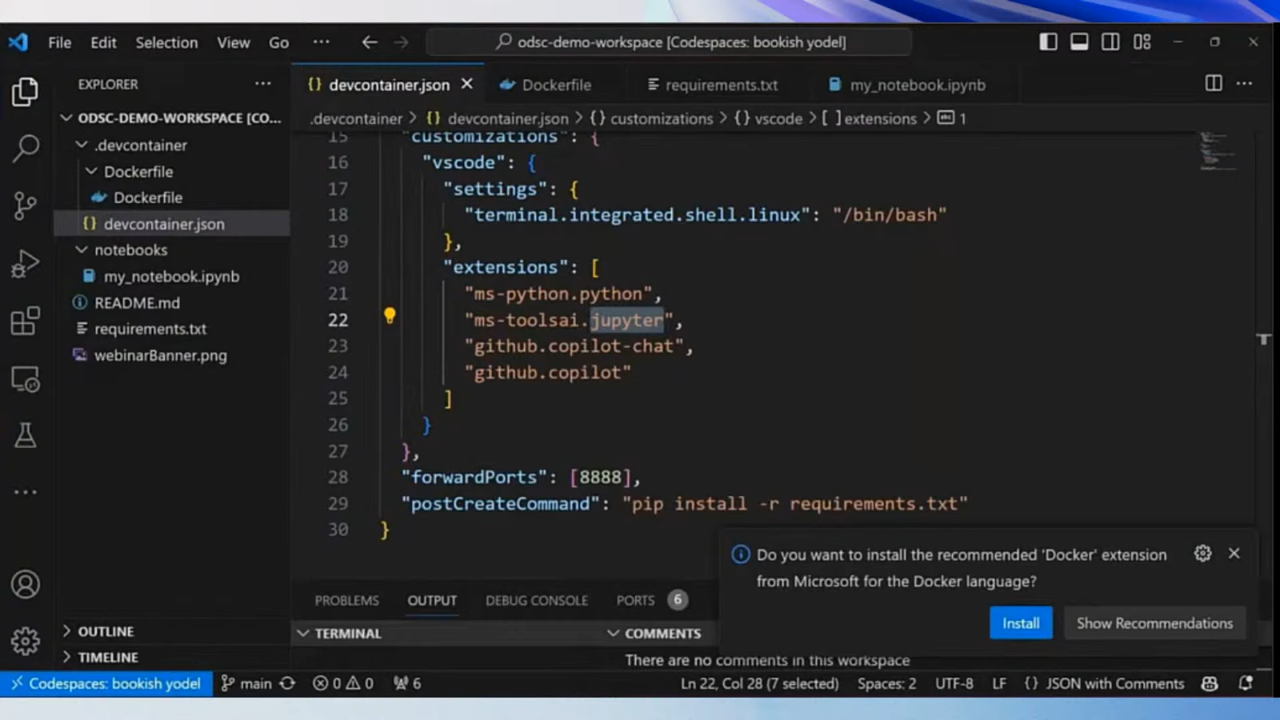 File Edit Selection View Go ··· odsc-demo-workspace [Codespaces: bookish yodel]
EXPLORER ···
ODSC-DEMO-WORKSPACE [CO...
.devcontainer
Dockerfile
Dockerfile
devcontainer.json
notebooks
my_notebook.ipynb
README.md
requirements.txt
webinarBanner.png
OUTLINE
TIMELINE
{} devcontainer.json Dockerfile requirements.txt my_notebook.ipynb
.devcontainer > {} devcontainer.json > {} customizations > {} vscode > [ ] extensions > 1
15 "customizations": {
16 "vscode": {
17 "settings": {
18 "terminal.integrated.shell.linux": "/bin/bash"
19 },
20 "extensions": [
21 "ms-python.python",
22 "ms-toolsai.jupyter",
23 "github.copilot-chat",
24 "github.copilot"
25 ]
26 }
27 },
28 "forwardPorts": [8888],
29 "postCreateCommand": "pip install -r requirements.txt"
30 }
Do you want to install the recommended 'Docker' extension
from Microsoft for the Docker language?
Install Show Recommendations
PROBLEMS OUTPUT DEBUG CONSOLE PORTS 6
TERMINAL COMMENTS
There are no comments in this workspace
Codespaces: bookish yodel main 0 0 6 Ln 22, Col 28 (7 selected) Spaces: 2 UTF-8 LF {} JSON with Comments